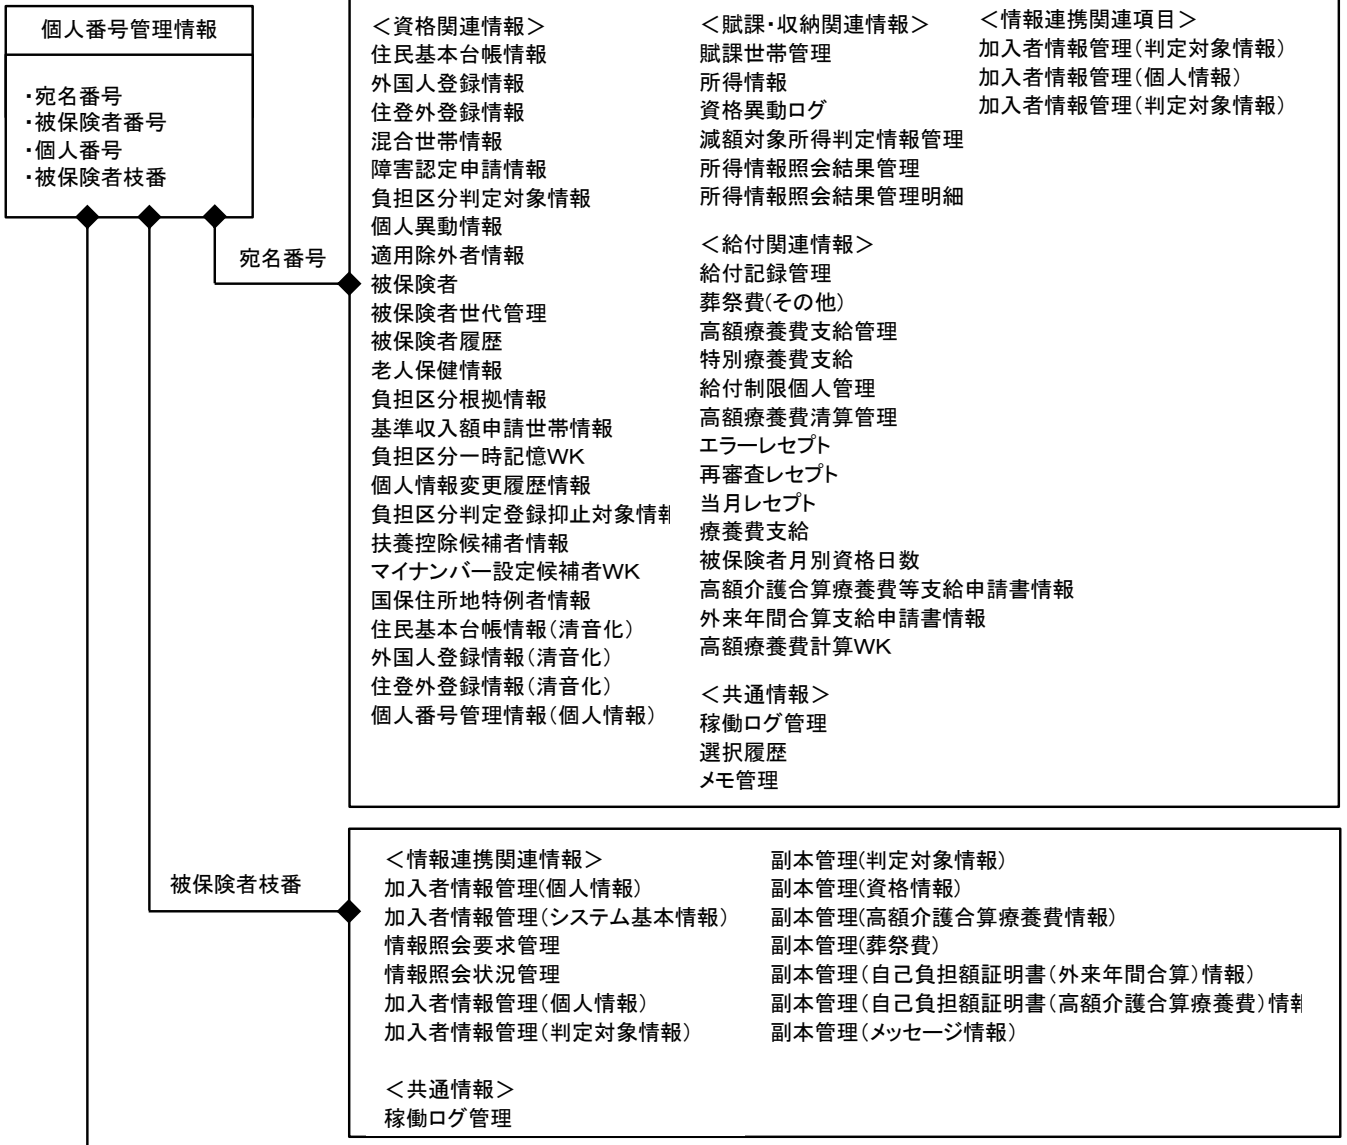 個人番号管理情報
・宛名番号
・被保険者番号
・個人番号
・被保険者枝番
宛名番号
＜資格関連情報＞
住民基本台帳情報
外国人登録情報
住登外登録情報
混合世帯情報
障害認定申請情報
負担区分判定対象情報
個人異動情報
適用除外者情報
被保険者
被保険者世代管理
被保険者履歴
老人保健情報
負担区分根拠情報
基準収入額申請世帯情報
負担区分一時記憶WK
個人情報変更履歴情報
負担区分判定登録抑止対象情報
扶養控除候補者情報
マイナンバー設定候補者WK
国保住所地特例者情報
住民基本台帳情報（清音化）
外国人登録情報（清音化）
住登外登録情報（清音化）
個人番号管理情報（個人情報）
＜賦課・収納関連情報＞
賦課世帯管理
所得情報
資格異動ログ
減額対象所得判定情報管理
所得情報照会結果管理
所得情報照会結果管理明細
＜給付関連情報＞
給付記録管理
葬祭費(その他)
高額療養費支給管理
特別療養費支給
給付制限個人管理
高額療養費清算管理
エラーレセプト
再審査レセプト
当月レセプト
療養費支給
被保険者月別資格日数
高額介護合算療養費等支給申請書情報
外来年間合算支給申請書情報
高額療養費計算WK
＜共通情報＞
稼働ログ管理
選択履歴
メモ管理
＜情報連携関連項目＞
加入者情報管理（判定対象情報）
加入者情報管理（個人情報）
加入者情報管理（判定対象情報）
被保険者枝番
＜情報連携関連情報＞
加入者情報管理(個人情報）
加入者情報管理（システム基本情報）
情報照会要求管理
情報照会状況管理
加入者情報管理（個人情報）
加入者情報管理（判定対象情報）
＜共通情報＞
稼働ログ管理
副本管理(判定対象情報）
副本管理(資格情報）
副本管理(高額介護合算療養費情報）
副本管理(葬祭費）
副本管理（自己負担額証明書（外来年間合算）情報）
副本管理（自己負担額証明書（高額介護合算療養費）情報
副本管理（メッセージ情報）